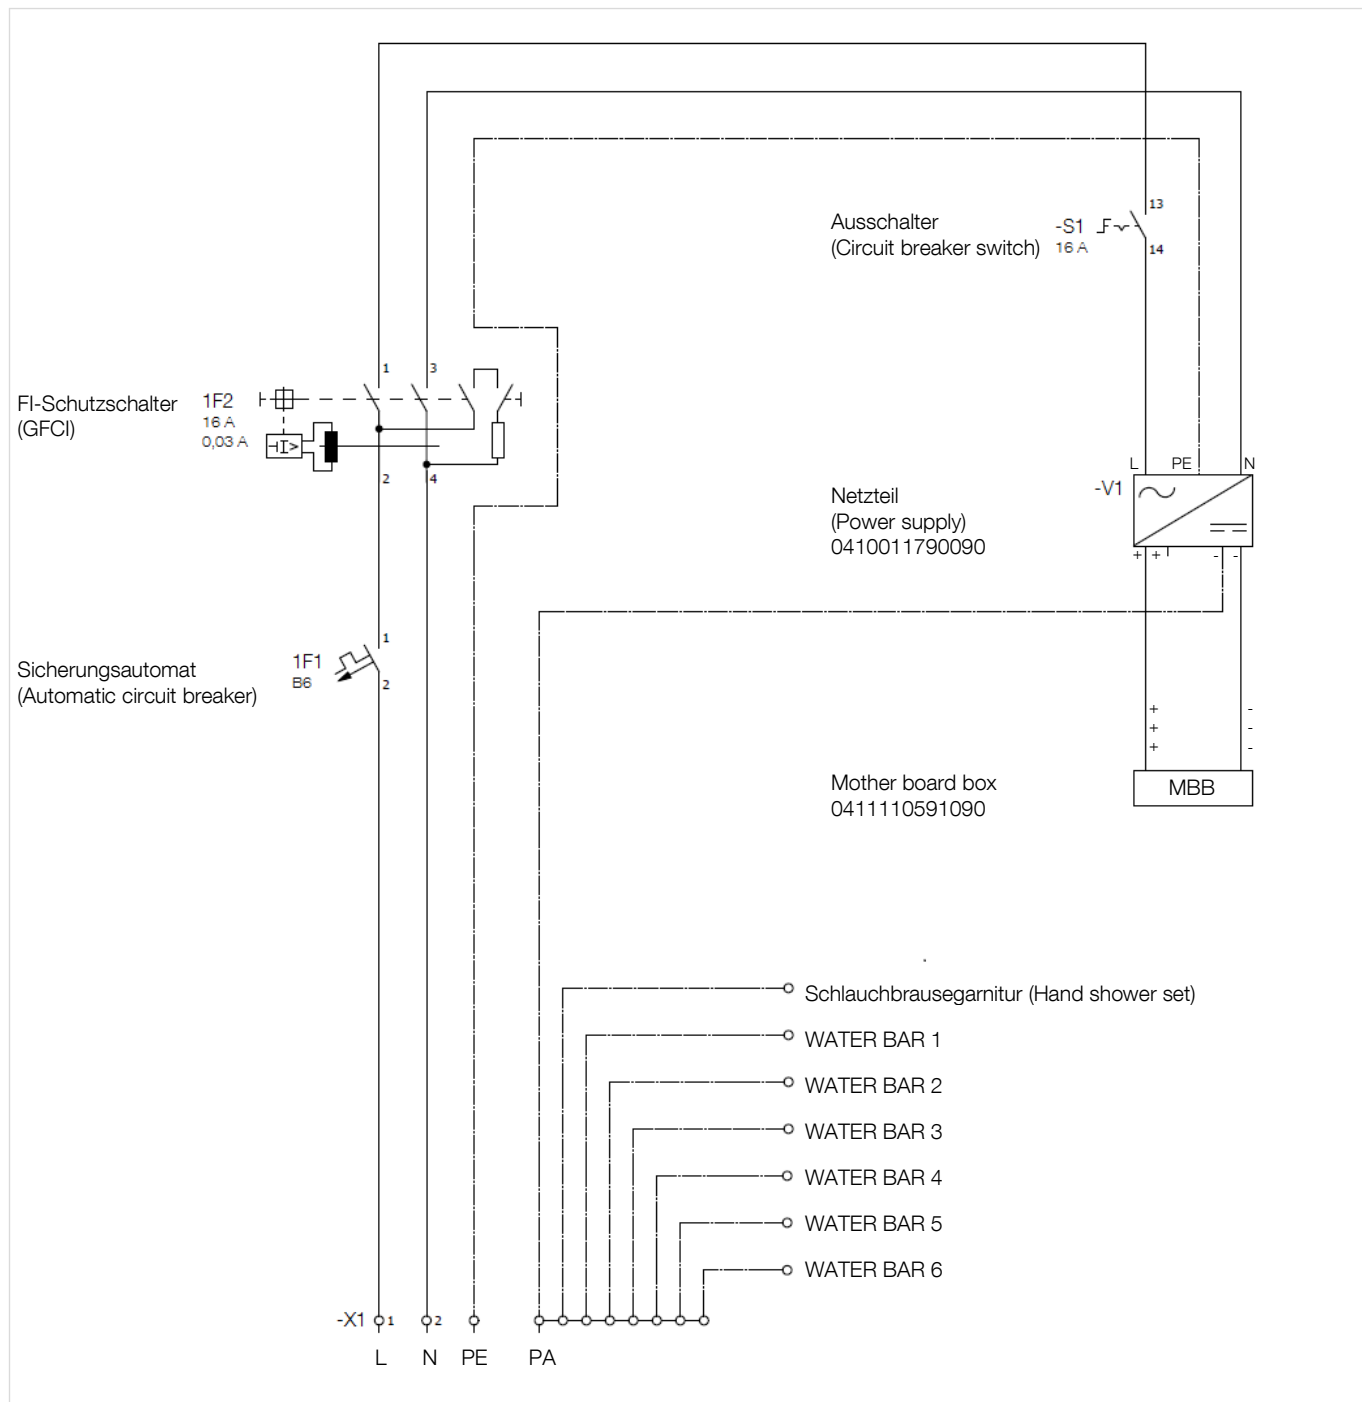 13
Ausschalter
(Circuit breaker switch)
-S1
16 A
14
1
3
FI-Schutzschalter
(GFCI)
1F2
16 A
0,03 A
I>
2
4
L
PE
N
-V1
Netzteil
(Power supply)
0410011790090
+ +
- -
1
Sicherungsautomat
(Automatic circuit breaker)
1F1
B6
2
+ -
+ -
+ -
Mother board box
0411110591090
MBB
Schlauchbrausegarnitur (Hand shower set)
WATER BAR 1
WATER BAR 2
WATER BAR 3
WATER BAR 4
WATER BAR 5
WATER BAR 6
-X1
1
2
L
N
PE
PA